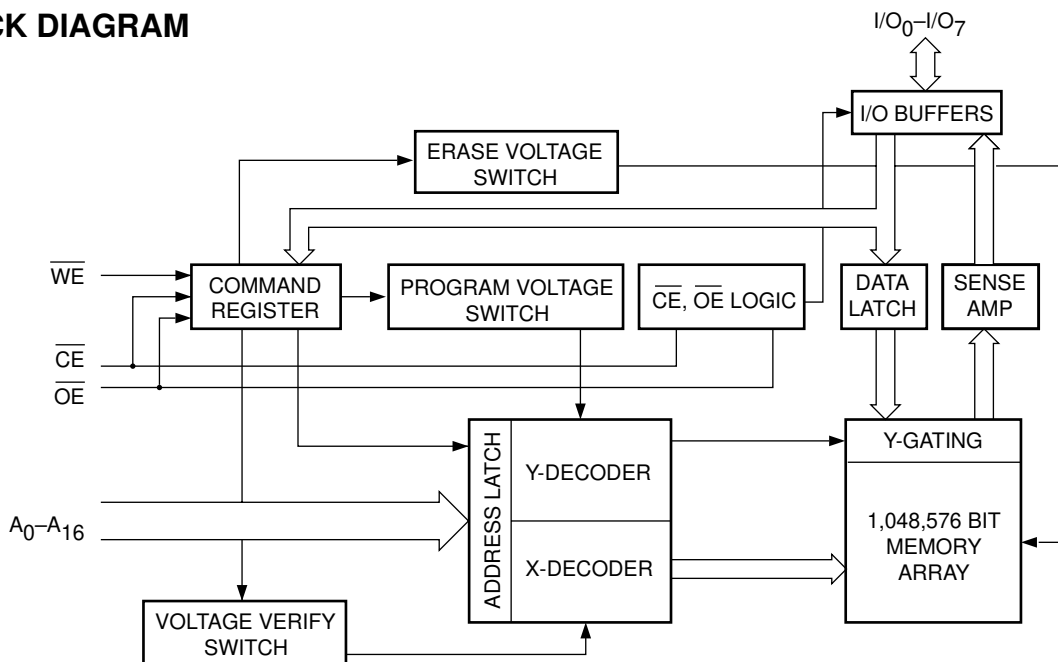 CK DIAGRAM
I/O0–I/O7
I/O BUFFERS
ERASE VOLTAGE
SWITCH
WE
CE
OE
COMMAND
REGISTER
PROGRAM VOLTAGE
SWITCH
CE, OE LOGIC
DATA
LATCH
SENSE
AMP
A0–A16
ADDRESS LATCH
Y-DECODER
X-DECODER
Y-GATING
1,048,576 BIT
MEMORY
ARRAY
VOLTAGE VERIFY
SWITCH